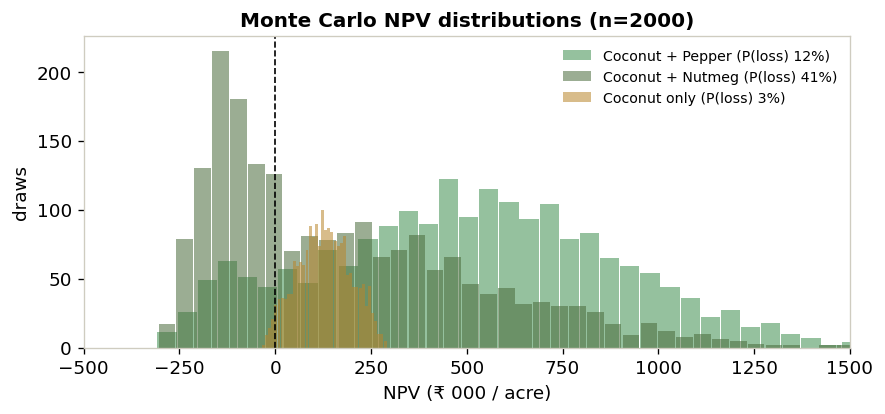 Monte Carlo NPV distributions (n=2000)
Coconut + Pepper (P(loss) 12%)
Coconut + Nutmeg (P(loss) 41%)
Coconut only (P(loss) 3%)
draws
200
150
100
50
0
−500 −250 0 250 500 750 1000 1250 1500
NPV (₹ 000 / acre)